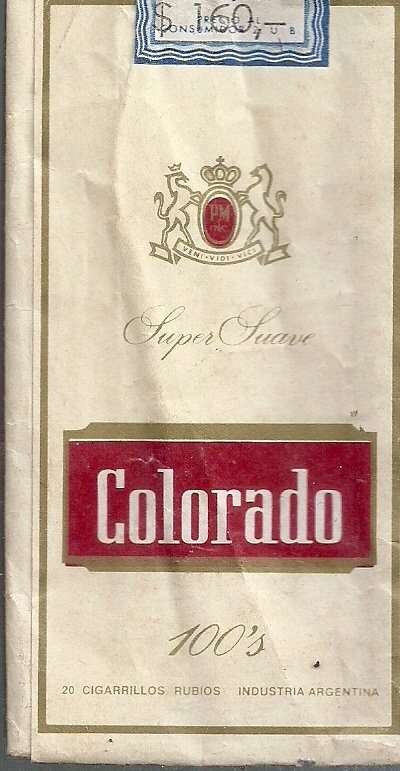 $ 160,-
PRECIO AL
CONSUMIDOR
PM
INC.
VENI·VIDI·VICI
Super Suave
Colorado
100's
20 CIGARRILLOS RUBIOS · INDUSTRIA ARGENTINA